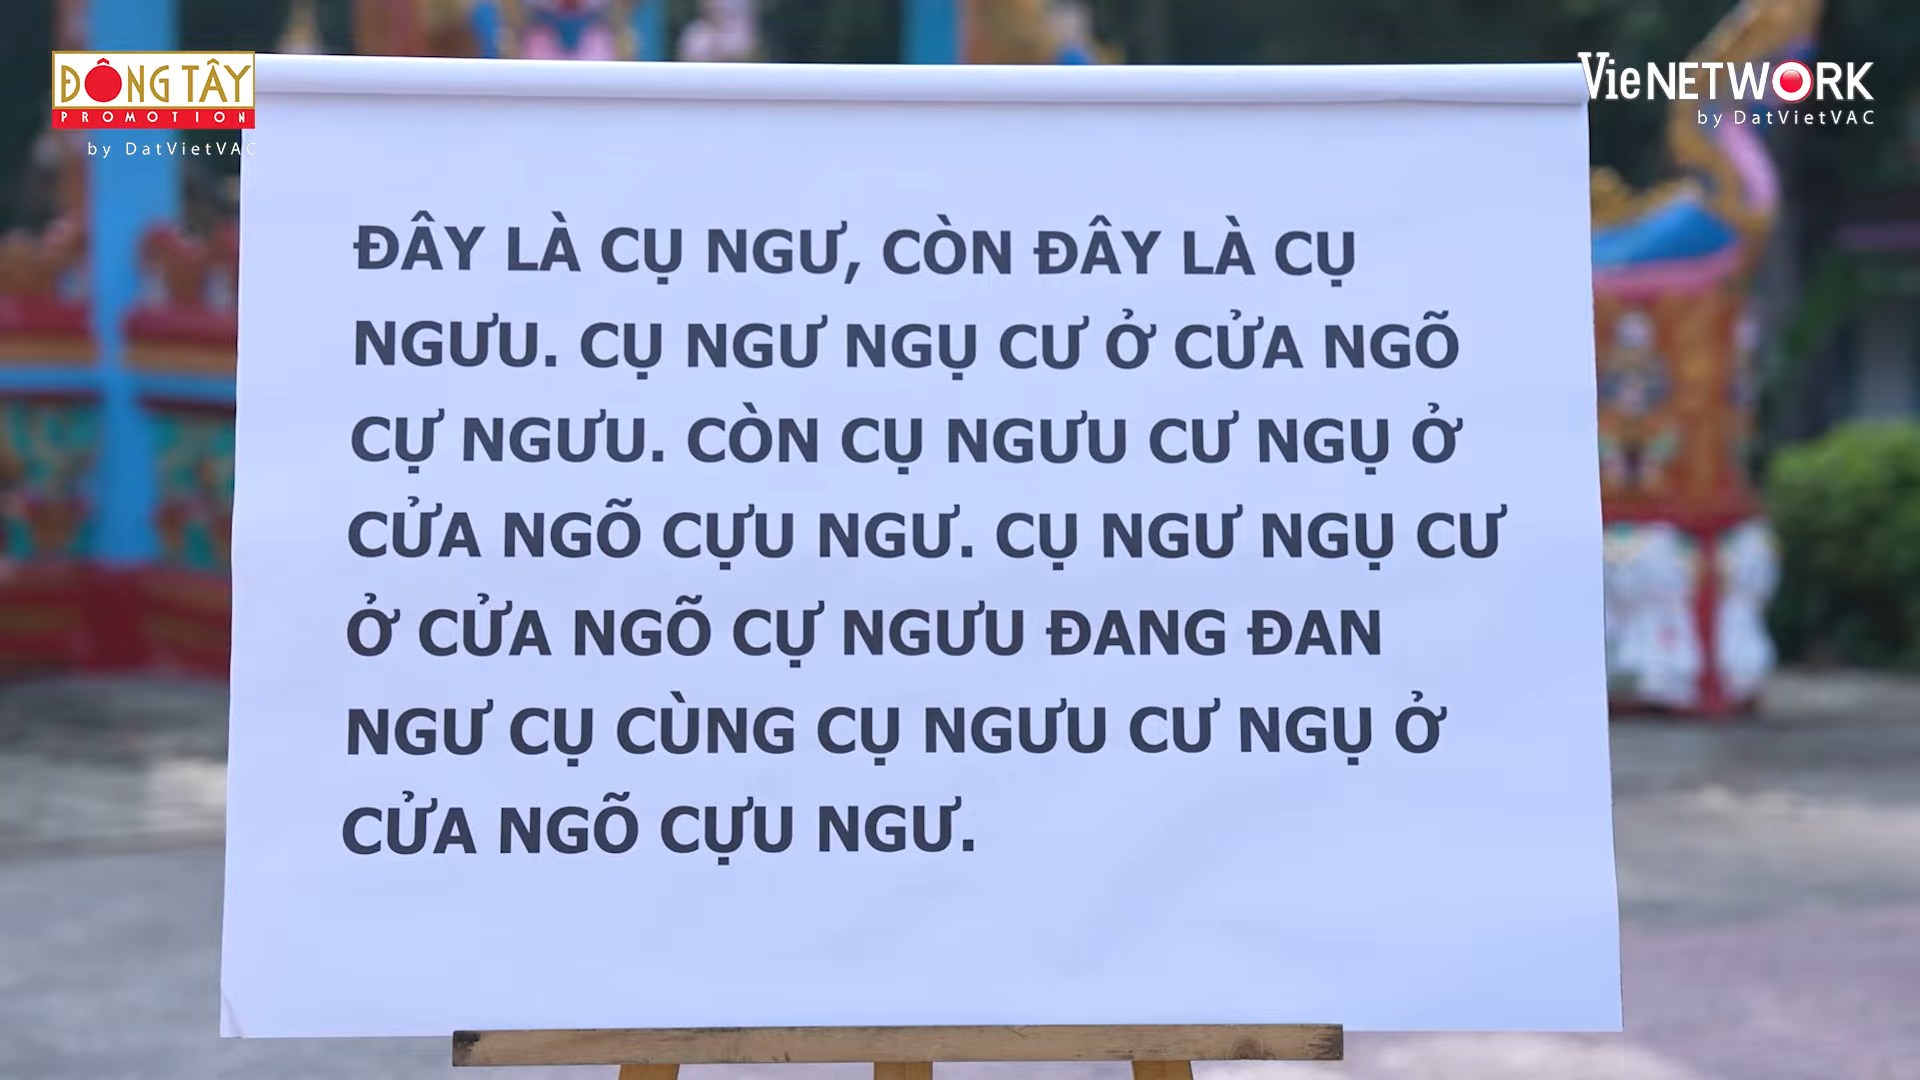 ĐÔNG TÂY
PROMOTION
by DatVietVAC
VieNETWORK
by DatVietVAC
ĐÂY LÀ CỤ NGƯ, CÒN ĐÂY LÀ CỤ
NGƯU. CỤ NGƯ NGỤ CƯ Ở CỬA NGÕ
CỰ NGƯU. CÒN CỤ NGƯU CƯ NGỤ Ở
CỬA NGÕ CỰU NGƯ. CỤ NGƯ NGỤ CƯ
Ở CỬA NGÕ CỰ NGƯU ĐANG ĐAN
NGƯ CỤ CÙNG CỤ NGƯU CƯ NGỤ Ở
CỬA NGÕ CỰU NGƯ.